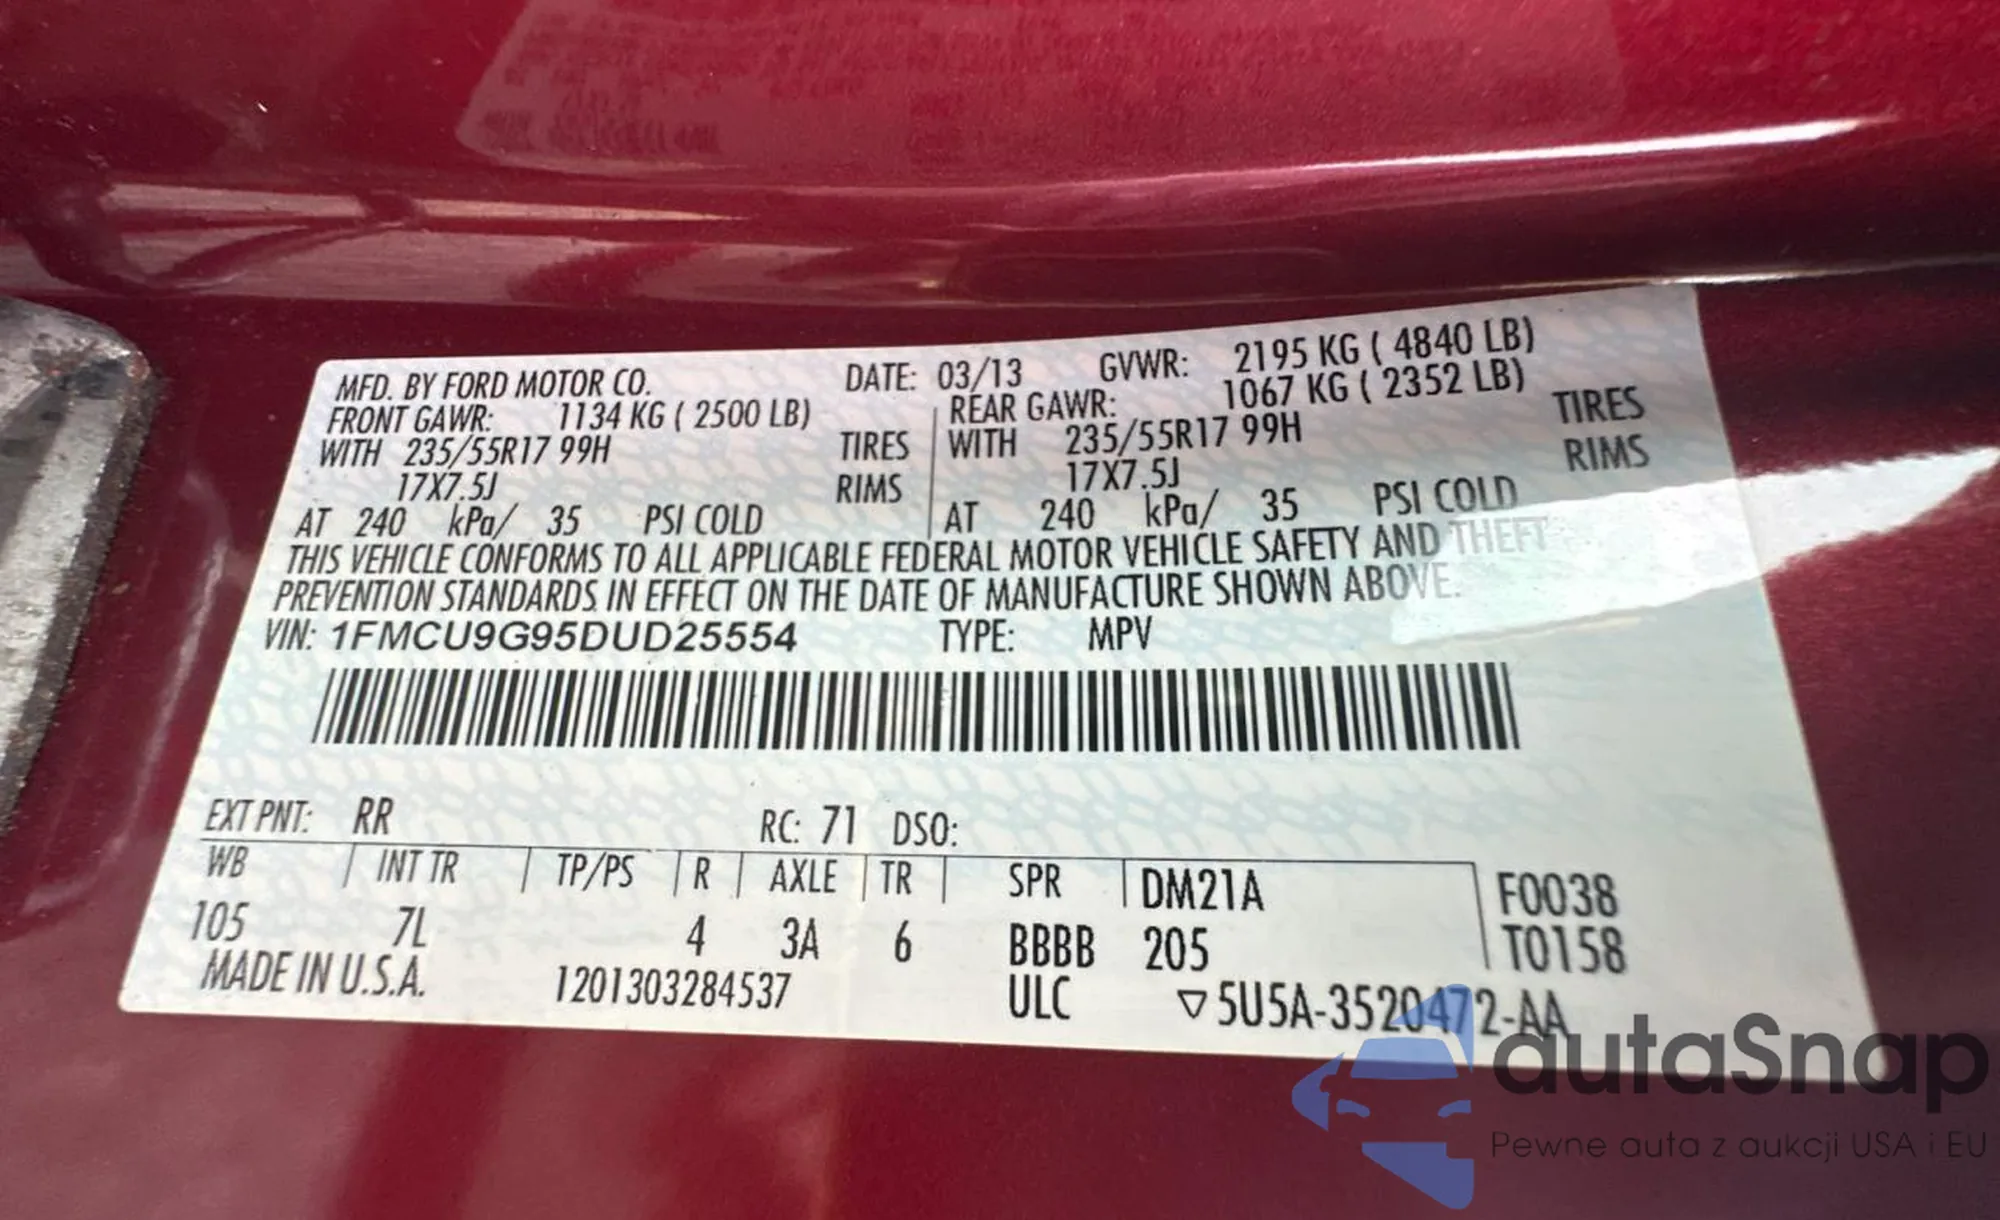 MFD. BY FORD MOTOR CO. DATE: 03/13 GVWR: 2195 KG ( 4840 LB)
FRONT GAWR: 1134 KG ( 2500 LB) REAR GAWR: 1067 KG ( 2352 LB)
WITH 235/55R17 99H TIRES WITH 235/55R17 99H TIRES
17X7.5J RIMS 17X7.5J RIMS
AT 240 kPa/ 35 PSI COLD AT 240 kPa/ 35 PSI COLD
THIS VEHICLE CONFORMS TO ALL APPLICABLE FEDERAL MOTOR VEHICLE SAFETY AND THEFT
PREVENTION STANDARDS IN EFFECT ON THE DATE OF MANUFACTURE SHOWN ABOVE.
VIN: 1FMCU9G95DUD25554 TYPE: MPV
EXT PNT: RR RC: 71 DSO:
WB INT TR TP/PS R AXLE TR SPR DM21A F0038
105 7L 4 3A 6 BBBB 205 T0158
MADE IN U.S.A. 1201303284537 ULC ▽5U5A-3520472-AA
autaSnap
Pewne auta z aukcji USA i EU